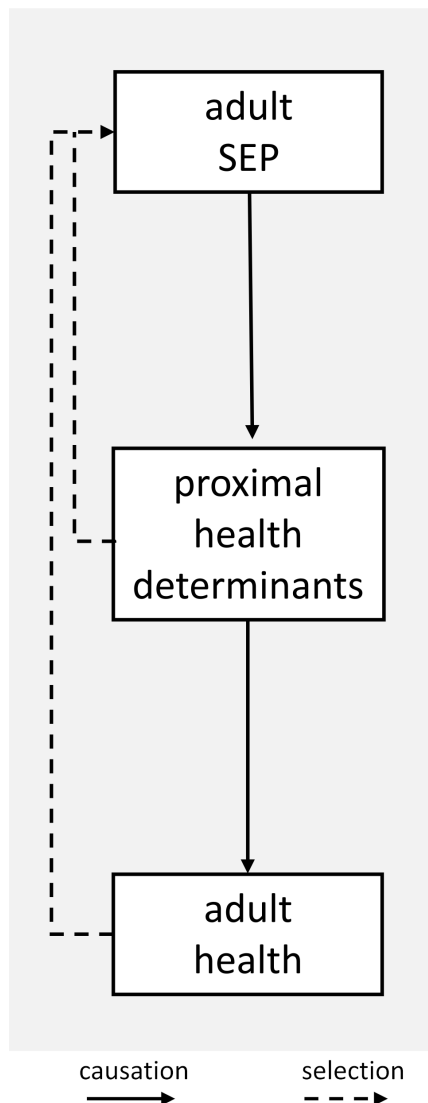 adult
SEP
proximal
health
determinants
adult
health
causation
selection